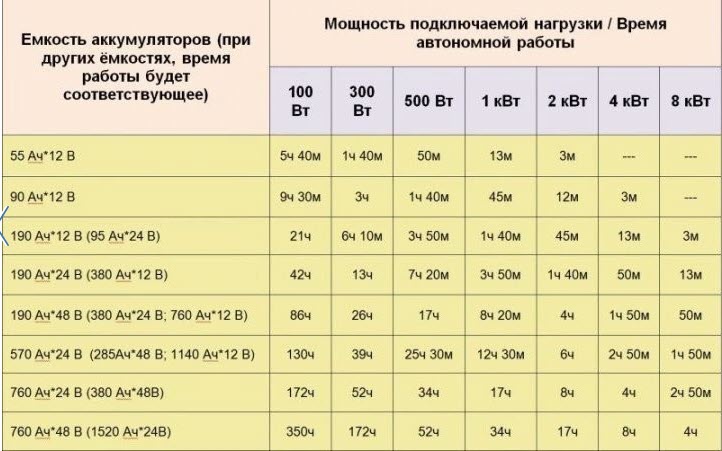 Емкость аккумуляторов (при
других ёмкостях, время
работы будет
соответствующее)
Мощность подключаемой нагрузки / Время
автономной работы
100
Вт
300
Вт
500 Вт
1 кВт
2 кВт
4 кВт
8 кВт
55 Ач*12 В 5ч 40м 1ч 40м 50м 13м 3м --- ---
90 Ач*12 В 9ч 30м 3ч 1ч 40м 45м 12м 3м ---
190 Ач*12 В (95 Ач*24 В) 21ч 6ч 10м 3ч 50м 1ч 40м 45м 13м 3м
190 Ач*24 В (380 Ач*12 В) 42ч 13ч 7ч 20м 3ч 50м 1ч 40м 50м 13м
190 Ач*48 В (380 Ач*24 В; 760 Ач*12 В) 86ч 26ч 17ч 8ч 20м 4ч 1ч 50м 50м
570 Ач*24 В (285Ач*48 В; 1140 Ач*12 В) 130ч 39ч 25ч 30м 12ч 30м 6ч 2ч 50м 1ч 50м
760 Ач*24 В (380 Ач*48В) 172ч 52ч 34ч 17ч 8ч 4ч 2ч 50м
760 Ач*48 В (1520 Ач*24В) 350ч 172ч 52ч 34ч 17ч 8ч 4ч